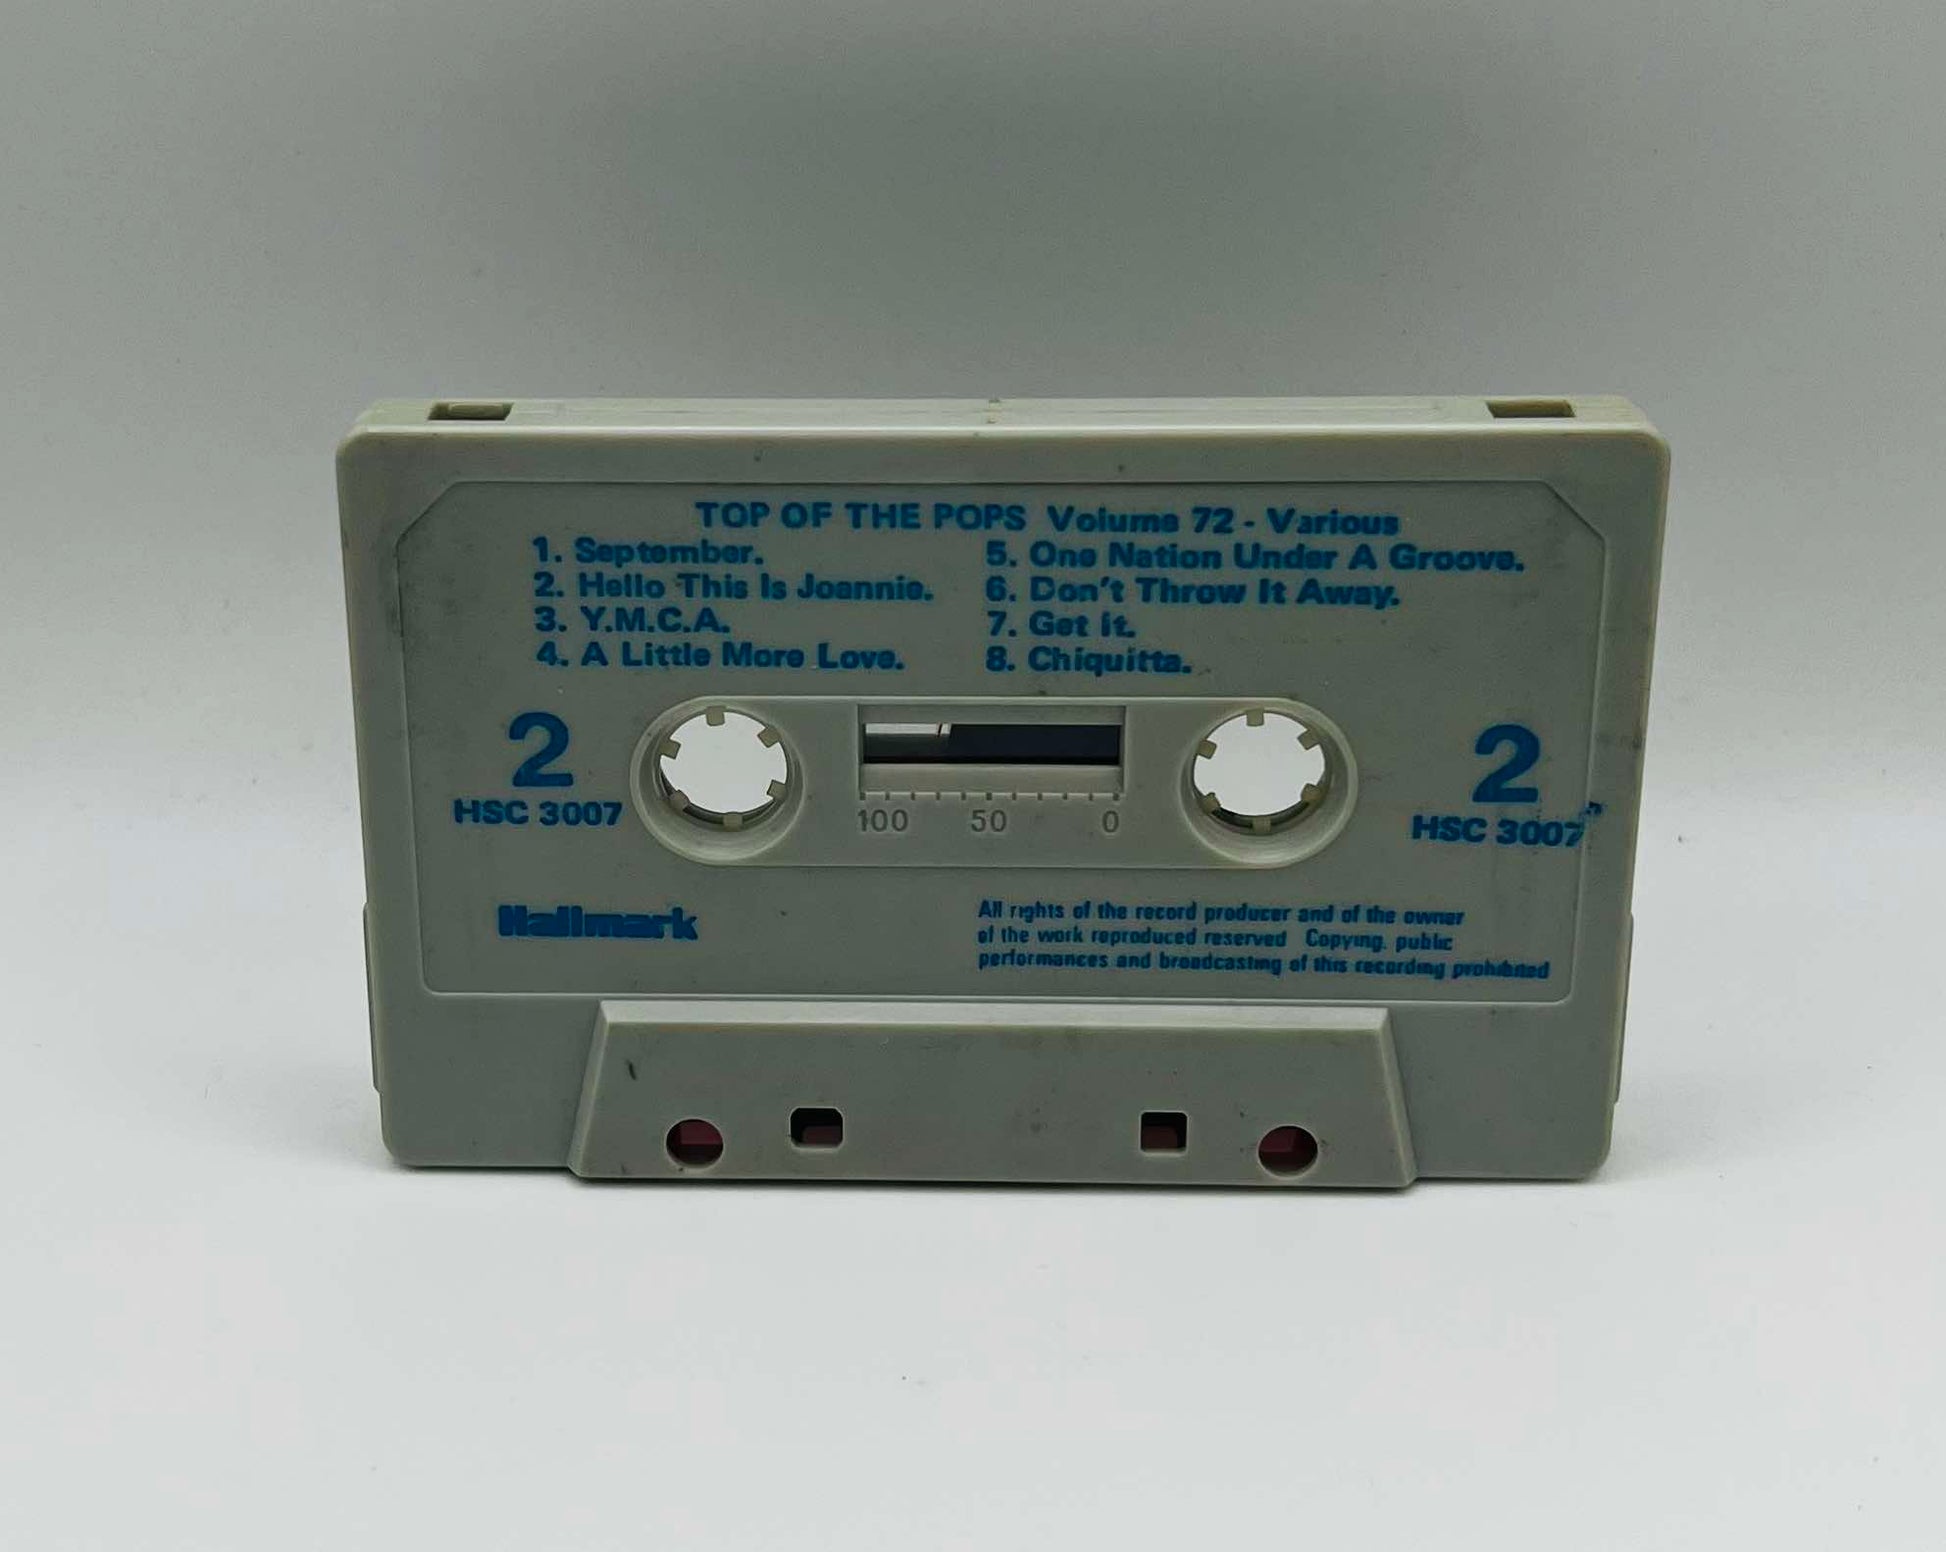 TOP OF THE POPS Volume 72 - Various
1. September.
2. Hello This Is Joannie.
3. Y.M.C.A.
4. A Little More Love.
5. One Nation Under A Groove.
6. Don't Throw It Away.
7. Get It.
8. Chiquitta.
2
HSC 3007
100 50 0
2
HSC 3007
Hallmark
All rights of the record producer and of the owner
of the work reproduced reserved Copying, public
performances and broadcasting of this recording prohibited